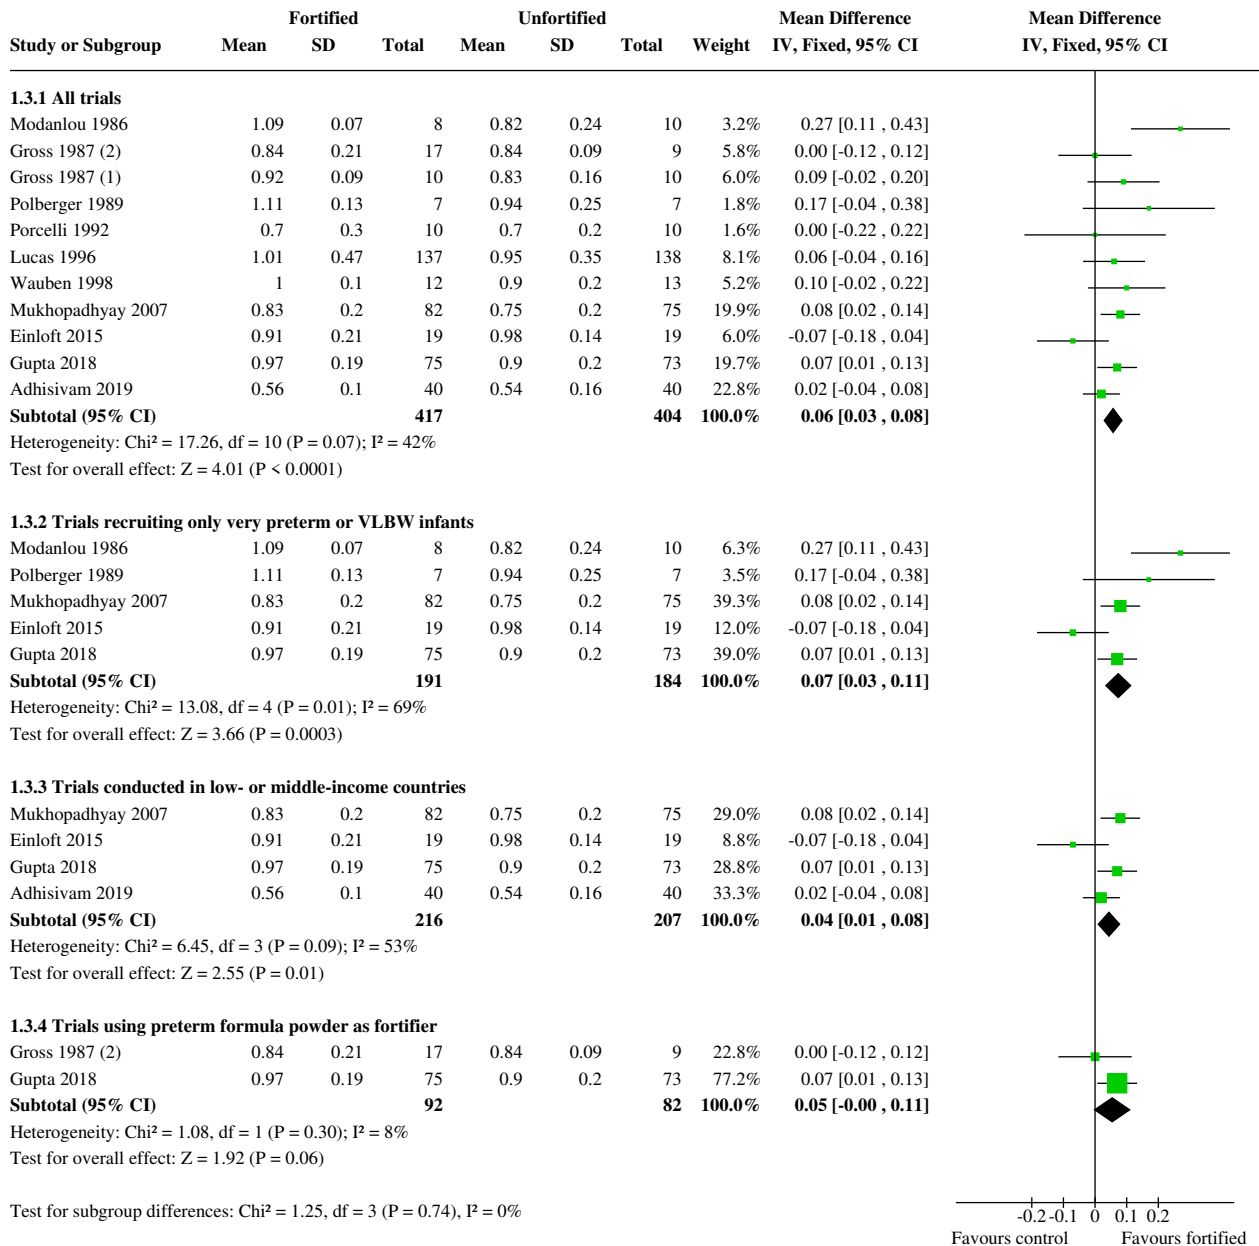 Fortified Unfortified Mean Difference Mean Difference
Study or Subgroup Mean SD Total Mean SD Total Weight IV, Fixed, 95% CI IV, Fixed, 95% CI
1.3.1 All trials
Modanlou 1986 1.09 0.07 8 0.82 0.24 10 3.2% 0.27 [0.11 , 0.43]
Gross 1987 (2) 0.84 0.21 17 0.84 0.09 9 5.8% 0.00 [-0.12 , 0.12]
Gross 1987 (1) 0.92 0.09 10 0.83 0.16 10 6.0% 0.09 [-0.02 , 0.20]
Polberger 1989 1.11 0.13 7 0.94 0.25 7 1.8% 0.17 [-0.04 , 0.38]
Porcelli 1992 0.7 0.3 10 0.7 0.2 10 1.6% 0.00 [-0.22 , 0.22]
Lucas 1996 1.01 0.47 137 0.95 0.35 138 8.1% 0.06 [-0.04 , 0.16]
Wauben 1998 1 0.1 12 0.9 0.2 13 5.2% 0.10 [-0.02 , 0.22]
Mukhopadhyay 2007 0.83 0.2 82 0.75 0.2 75 19.9% 0.08 [0.02 , 0.14]
Einloft 2015 0.91 0.21 19 0.98 0.14 19 6.0% -0.07 [-0.18 , 0.04]
Gupta 2018 0.97 0.19 75 0.9 0.2 73 19.7% 0.07 [0.01 , 0.13]
Adhisivam 2019 0.56 0.1 40 0.54 0.16 40 22.8% 0.02 [-0.04 , 0.08]
Subtotal (95% CI) 417 404 100.0% 0.06 [0.03 , 0.08]
Heterogeneity: Chi² = 17.26, df = 10 (P = 0.07); I² = 42%
Test for overall effect: Z = 4.01 (P < 0.0001)
1.3.2 Trials recruiting only very preterm or VLBW infants
Modanlou 1986 1.09 0.07 8 0.82 0.24 10 6.3% 0.27 [0.11 , 0.43]
Polberger 1989 1.11 0.13 7 0.94 0.25 7 3.5% 0.17 [-0.04 , 0.38]
Mukhopadhyay 2007 0.83 0.2 82 0.75 0.2 75 39.3% 0.08 [0.02 , 0.14]
Einloft 2015 0.91 0.21 19 0.98 0.14 19 12.0% -0.07 [-0.18 , 0.04]
Gupta 2018 0.97 0.19 75 0.9 0.2 73 39.0% 0.07 [0.01 , 0.13]
Subtotal (95% CI) 191 184 100.0% 0.07 [0.03 , 0.11]
Heterogeneity: Chi² = 13.08, df = 4 (P = 0.01); I² = 69%
Test for overall effect: Z = 3.66 (P = 0.0003)
1.3.3 Trials conducted in low- or middle-income countries
Mukhopadhyay 2007 0.83 0.2 82 0.75 0.2 75 29.0% 0.08 [0.02 , 0.14]
Einloft 2015 0.91 0.21 19 0.98 0.14 19 8.8% -0.07 [-0.18 , 0.04]
Gupta 2018 0.97 0.19 75 0.9 0.2 73 28.8% 0.07 [0.01 , 0.13]
Adhisivam 2019 0.56 0.1 40 0.54 0.16 40 33.3% 0.02 [-0.04 , 0.08]
Subtotal (95% CI) 216 207 100.0% 0.04 [0.01 , 0.08]
Heterogeneity: Chi² = 6.45, df = 3 (P = 0.09); I² = 53%
Test for overall effect: Z = 2.55 (P = 0.01)
1.3.4 Trials using preterm formula powder as fortifier
Gross 1987 (2) 0.84 0.21 17 0.84 0.09 9 22.8% 0.00 [-0.12 , 0.12]
Gupta 2018 0.97 0.19 75 0.9 0.2 73 77.2% 0.07 [0.01 , 0.13]
Subtotal (95% CI) 92 82 100.0% 0.05 [-0.00 , 0.11]
Heterogeneity: Chi² = 1.08, df = 1 (P = 0.30); I² = 8%
Test for overall effect: Z = 1.92 (P = 0.06)
Test for subgroup differences: Chi² = 1.25, df = 3 (P = 0.74), I² = 0%
-0.2 -0.1 0 0.1 0.2
Favours control Favours fortified